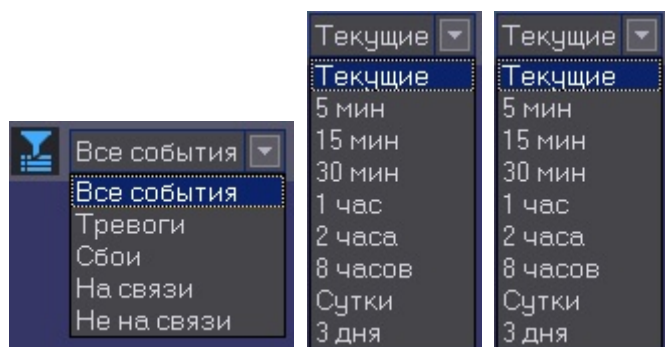 Все события
Все события
Тревоги
Сбои
На связи
Не на связи
Текущие
Текущие
5 мин
15 мин
30 мин
1 час
2 часа
8 часов
Сутки
3 дня
Текущие
Текущие
5 мин
15 мин
30 мин
1 час
2 часа
8 часов
Сутки
3 дня